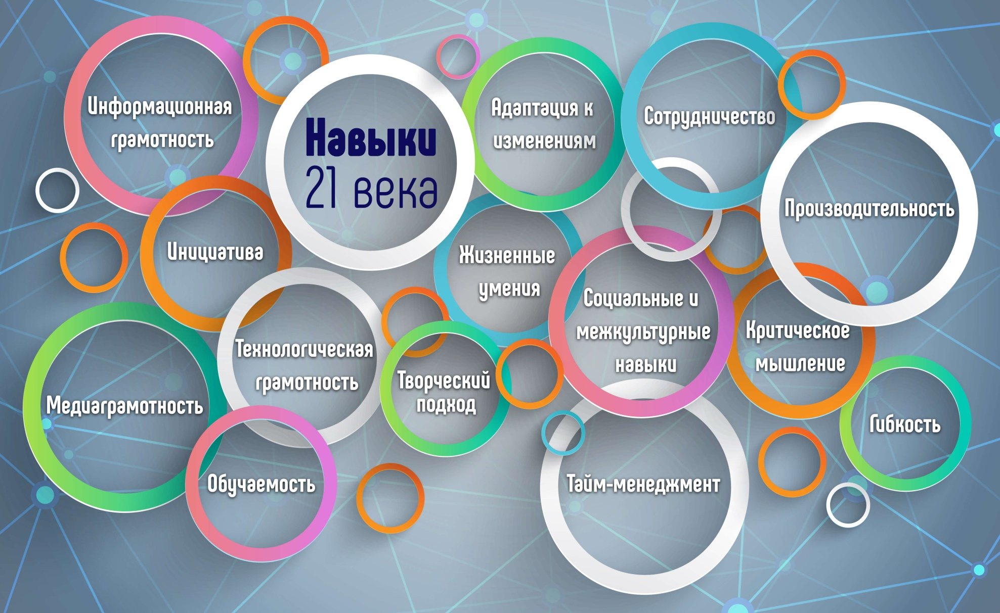 Информационная
грамотность
Навыки
21 века
Адаптация к
изменениям
Сотрудничество
Производительность
Инициатива
Жизненные
умения
Социальные и
межкультурные
навыки
Критическое
мышление
Технологическая
грамотность
Творческий
подход
Медиаграмотность
Гибкость
Обучаемость
Тайм-менеджмент